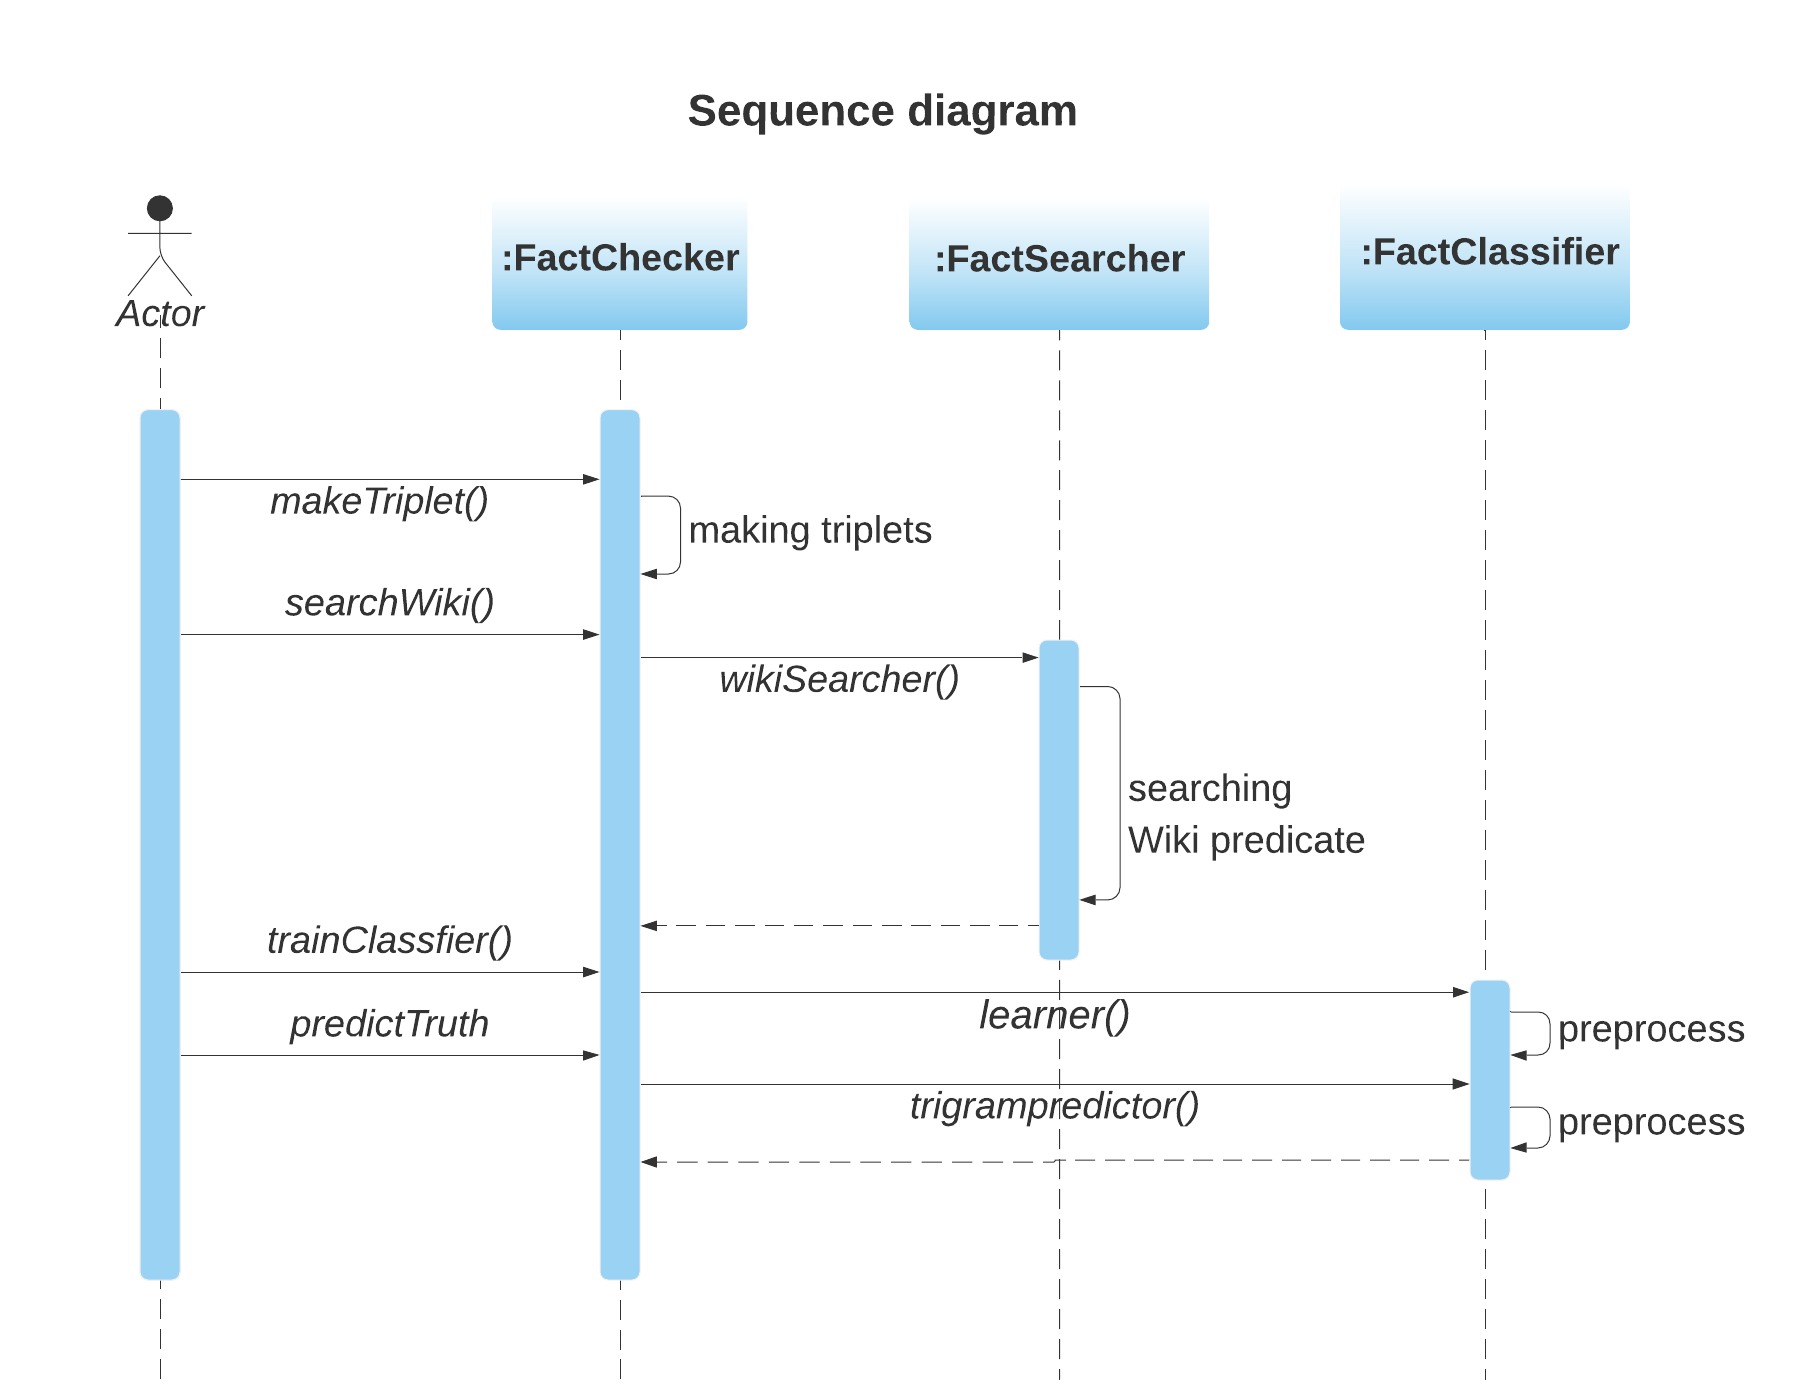 Sequence diagram
Actor
:FactChecker
:FactSearcher
:FactClassifier
makeTriplet()
making triplets
searchWiki()
wikiSearcher()
searching
Wiki predicate
trainClassfier()
learner()
predictTruth
preprocess
trigrampredictor()
preprocess